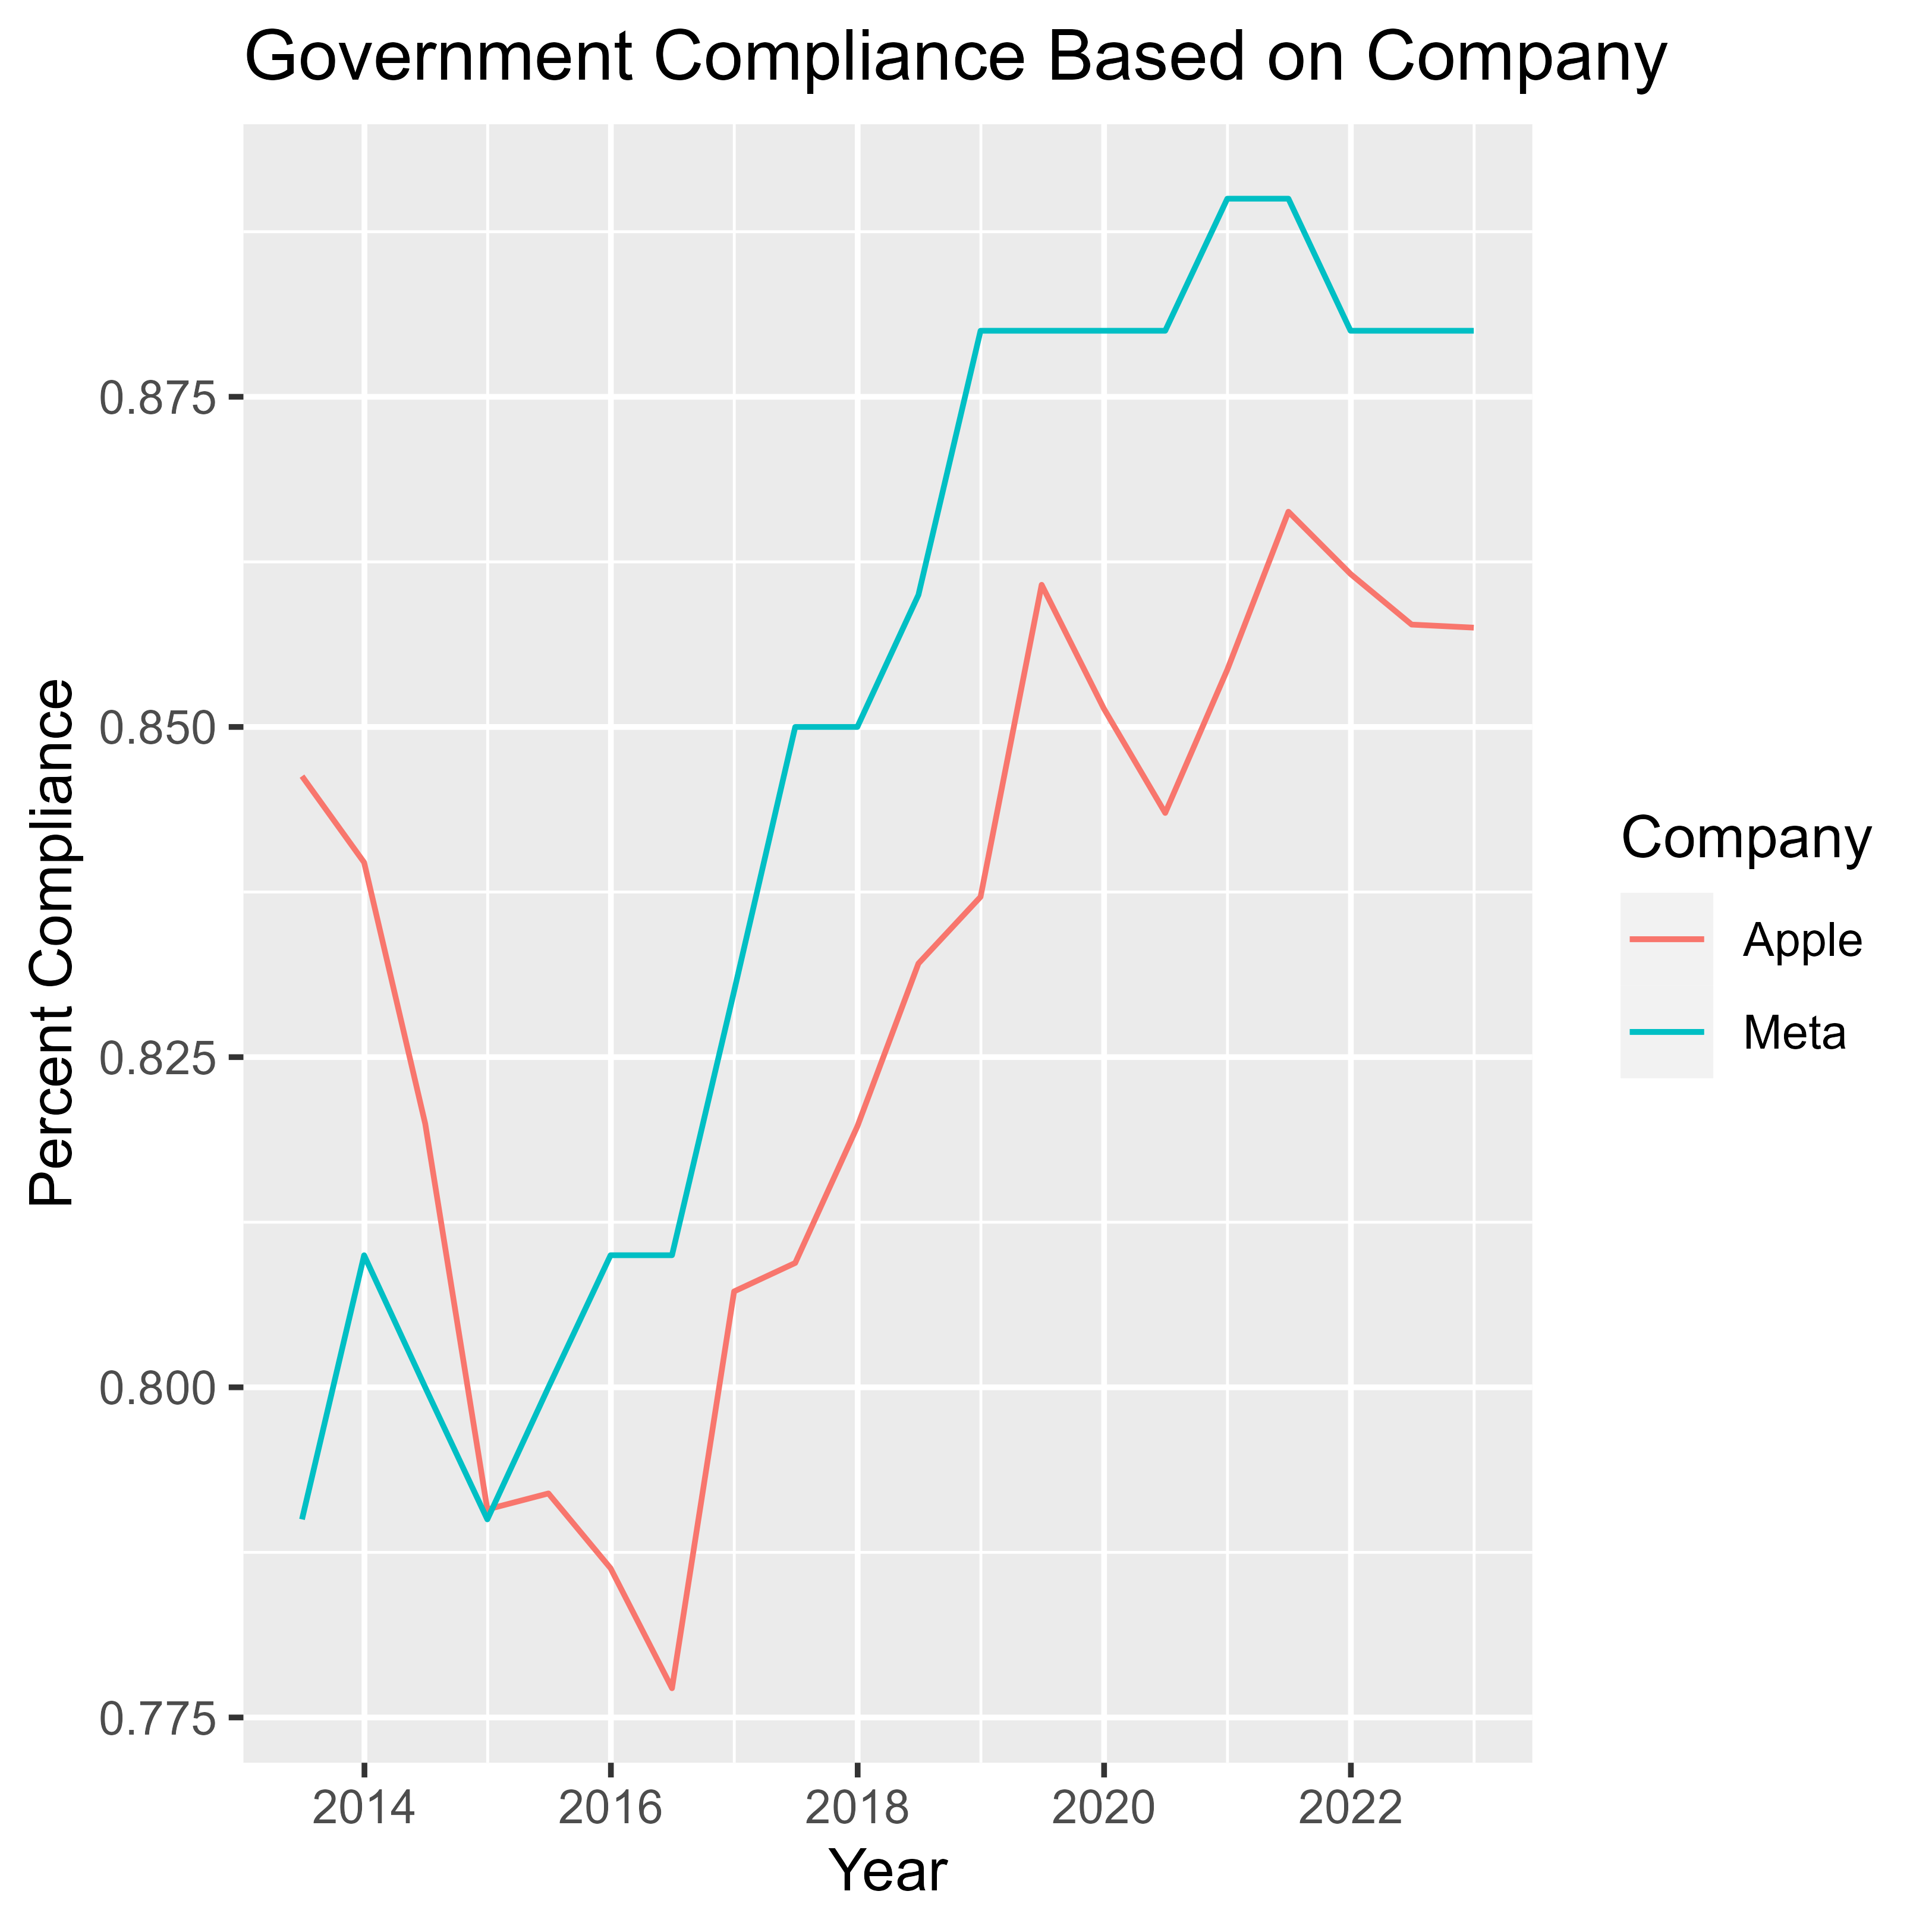 Government Compliance Based on Company
Percent Compliance
0.875
0.850
0.825
0.800
0.775
2014
2016
2018
2020
2022
Year
Company
Apple
Meta